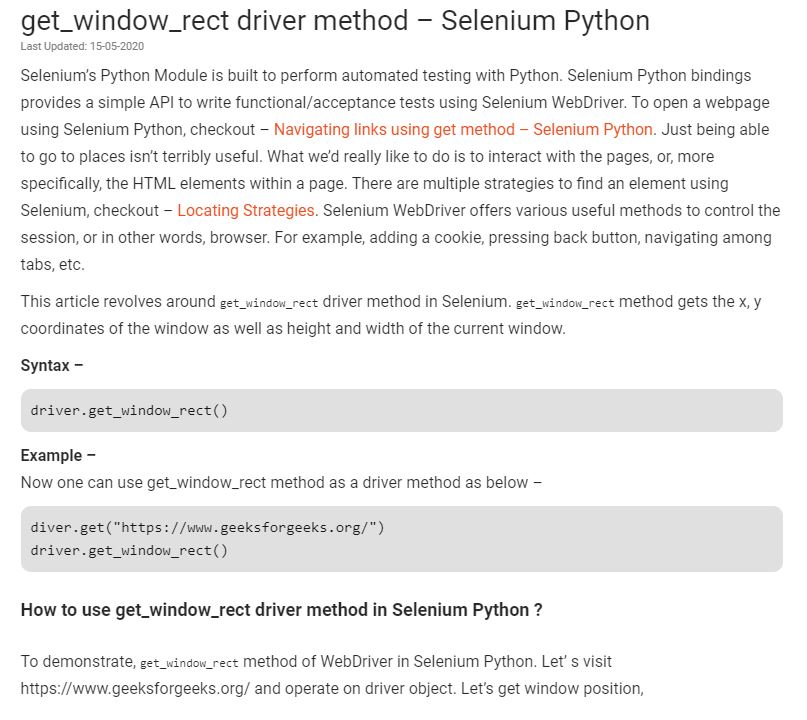 get_window_rect driver method – Selenium Python
Last Updated: 15-05-2020
Selenium’s Python Module is built to perform automated testing with Python. Selenium Python bindings
provides a simple API to write functional/acceptance tests using Selenium WebDriver. To open a webpage
using Selenium Python, checkout – Navigating links using get method – Selenium Python. Just being able
to go to places isn’t terribly useful. What we’d really like to do is to interact with the pages, or, more
specifically, the HTML elements within a page. There are multiple strategies to find an element using
Selenium, checkout – Locating Strategies. Selenium WebDriver offers various useful methods to control the
session, or in other words, browser. For example, adding a cookie, pressing back button, navigating among
tabs, etc.
This article revolves around get_window_rect driver method in Selenium. get_window_rect method gets the x, y
coordinates of the window as well as height and width of the current window.
Syntax –
driver.get_window_rect()
Example –
Now one can use get_window_rect method as a driver method as below –
diver.get("https://www.geeksforgeeks.org/")
driver.get_window_rect()
How to use get_window_rect driver method in Selenium Python ?
To demonstrate, get_window_rect method of WebDriver in Selenium Python. Let’ s visit
https://www.geeksforgeeks.org/ and operate on driver object. Let’s get window position,